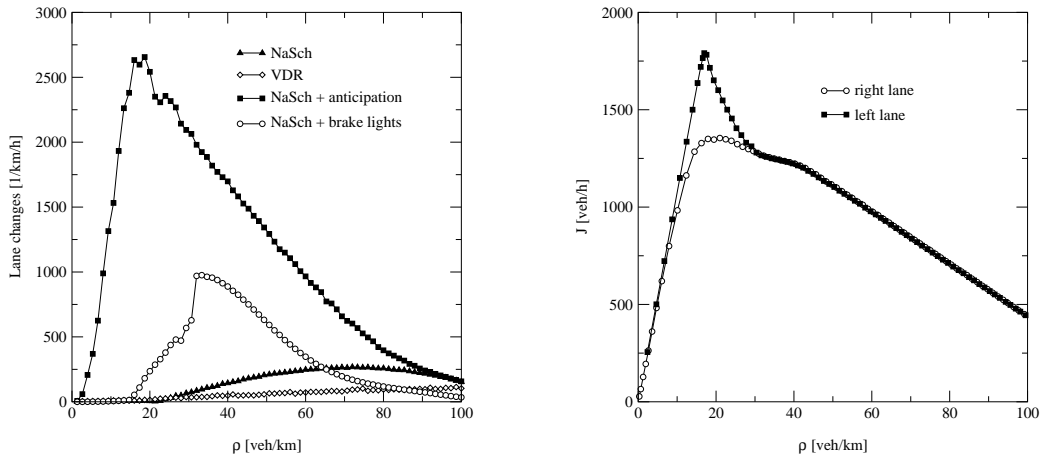 3000
2500
2000
1500
1000
500
0
Lane changes [1/km/h]
0
20
40
60
80
100
ρ [veh/km]
NaSch
VDR
NaSch + anticipation
NaSch + brake lights
2000
1500
1000
500
0
J [veh/h]
0
20
40
60
80
100
ρ [veh/km]
right lane
left lane